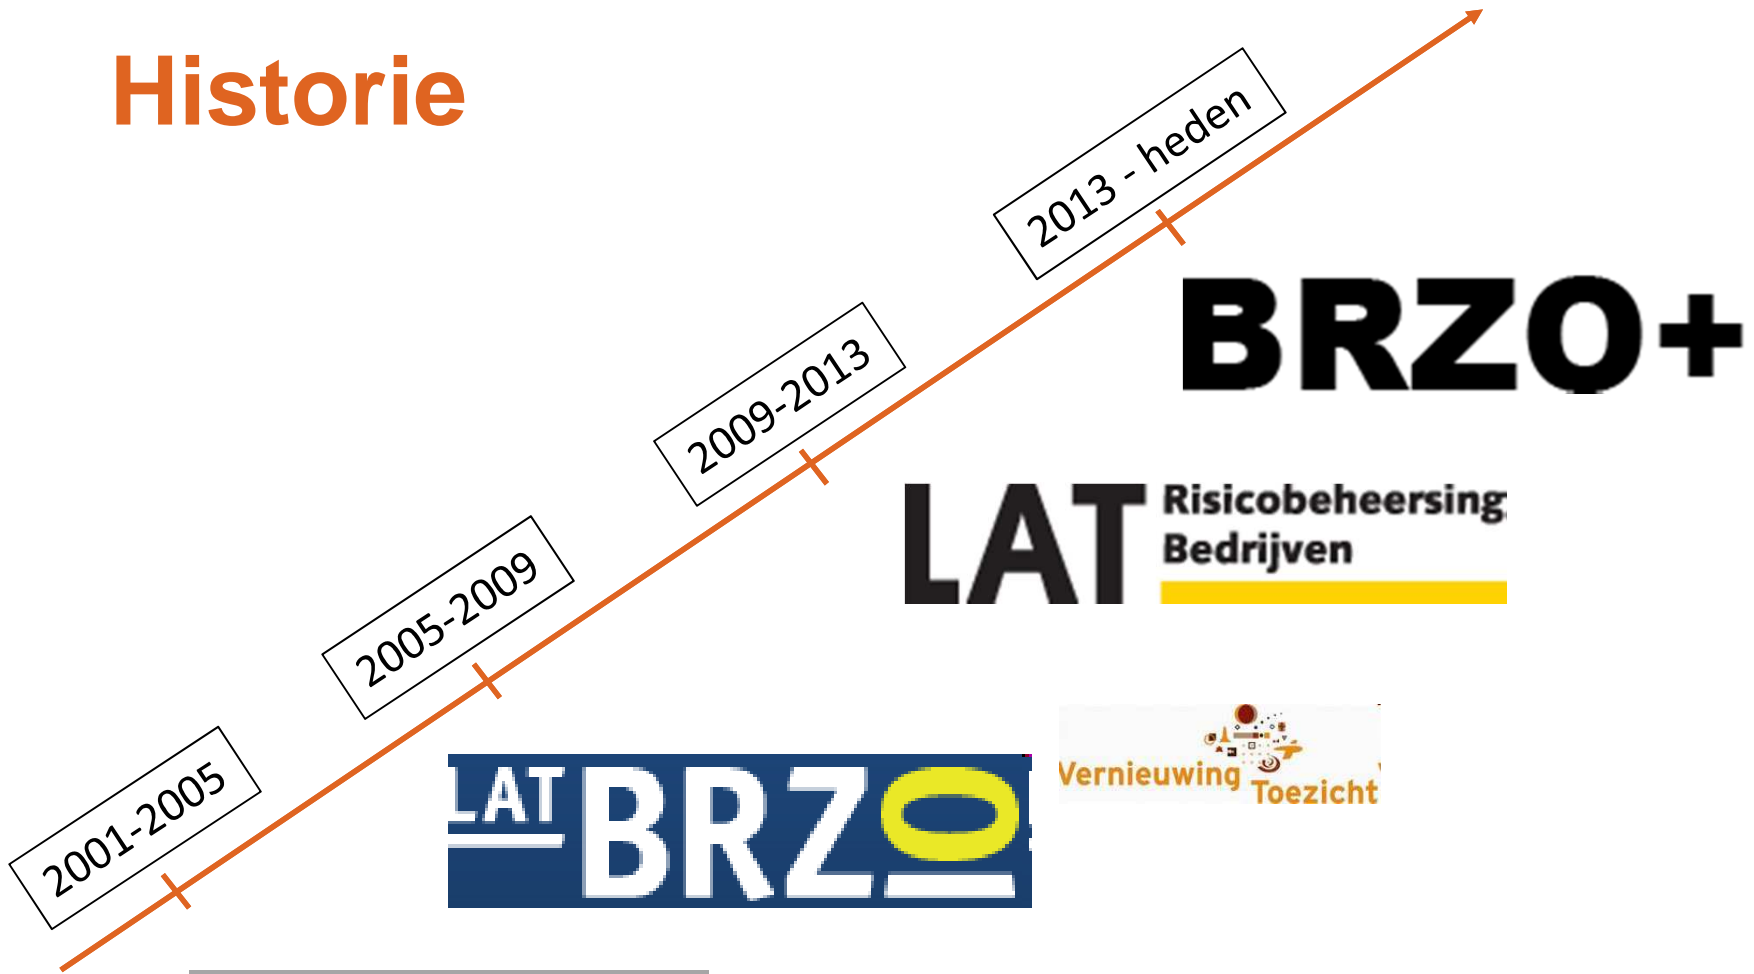 Historie
2013 - heden
BRZO+
2009-2013
LAT Risicobeheersing
Bedrijven
2005-2009
Vernieuwing
Toezicht
LAT BRZO
2001-2005